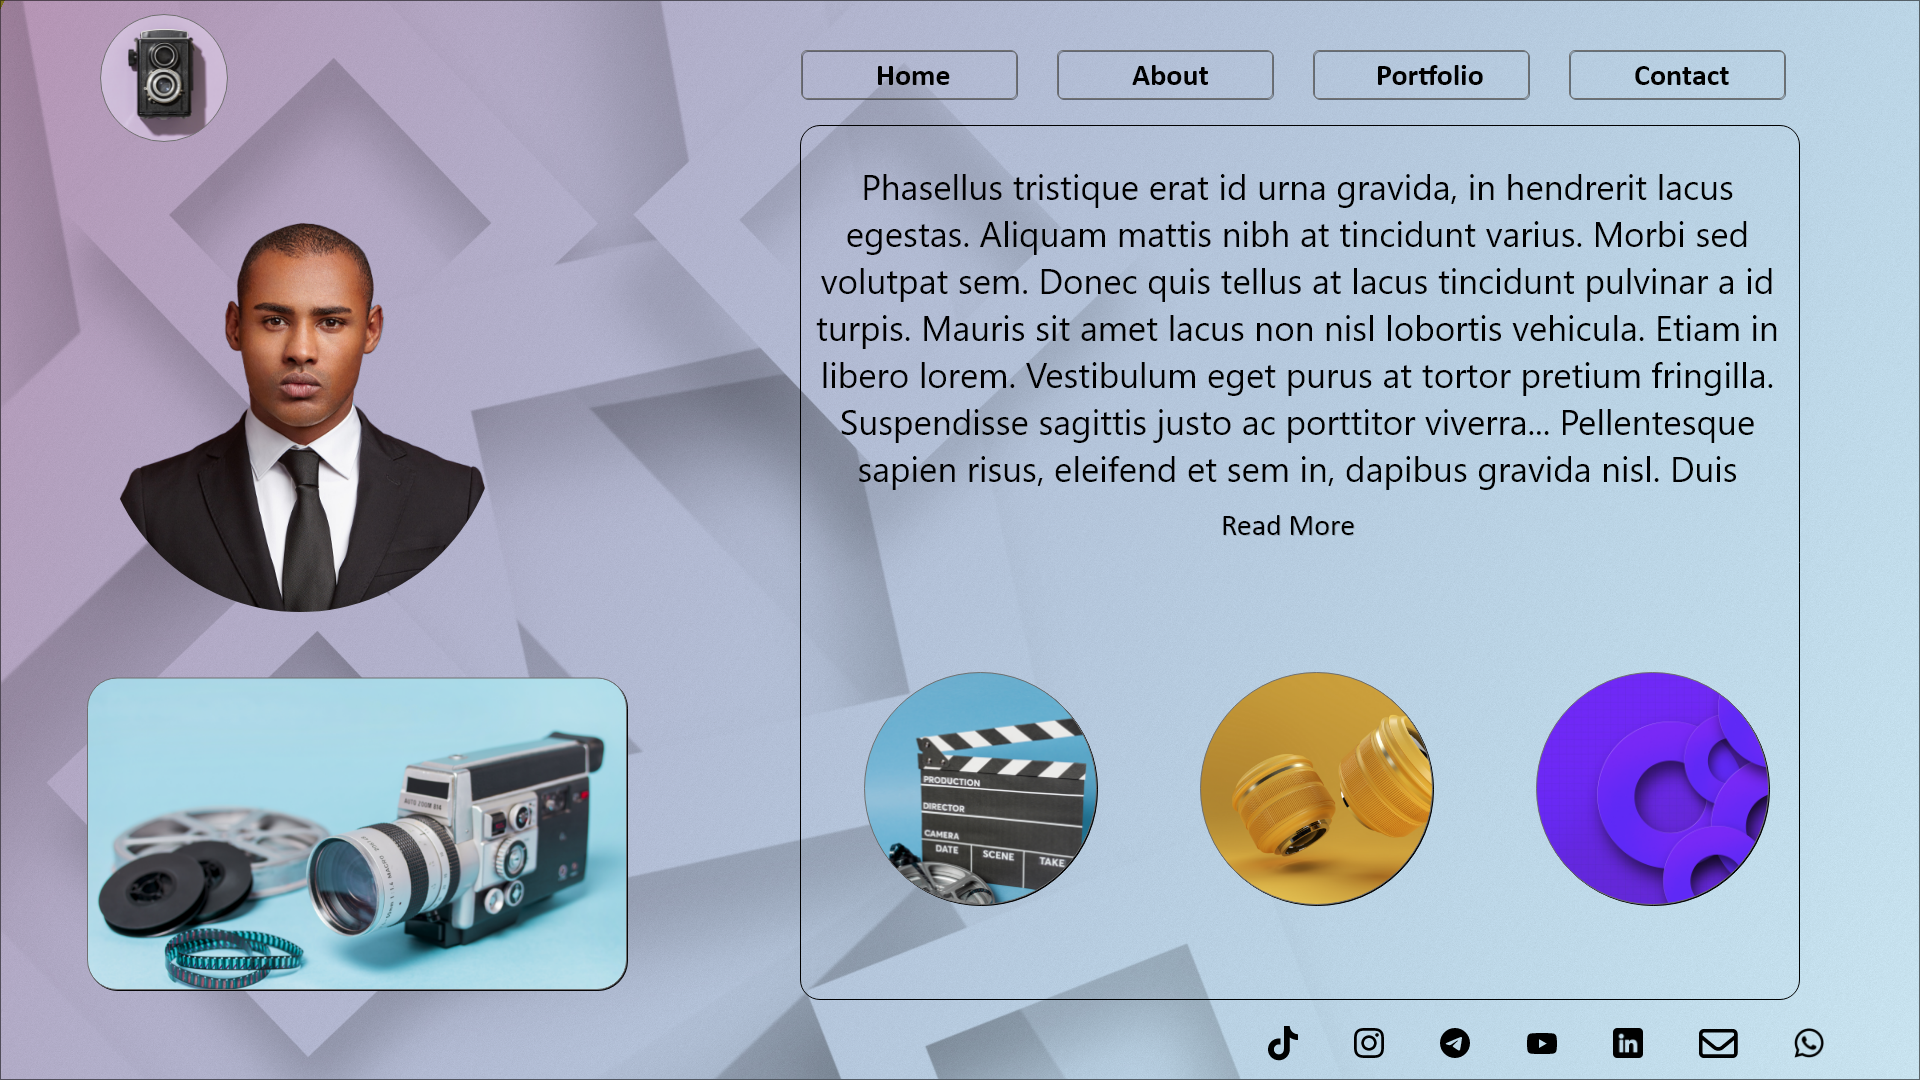 Home
About
Portfolio
Contact
Phasellus tristique erat id urna gravida, in hendrerit lacus
egestas. Aliquam mattis nibh at tincidunt varius. Morbi sed
volutpat sem. Donec quis tellus at lacus tincidunt pulvinar a id
turpis. Mauris sit amet lacus non nisl lobortis vehicula. Etiam in
libero lorem. Vestibulum eget purus at tortor pretium fringilla.
Suspendisse sagittis justo ac porttitor viverra... Pellentesque
sapien risus, eleifend et sem in, dapibus gravida nisl. Duis
Read More
AUTO ZOOM
PRODUCTION
DIRECTOR
CAMERA
DATE
SCENE
TAKE
in